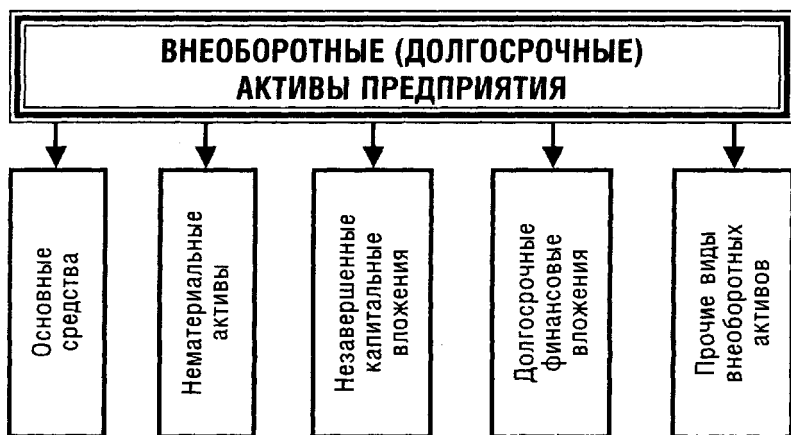 ВНЕОБОРОТНЫЕ (ДОЛГОСРОЧНЫЕ)
АКТИВЫ ПРЕДПРИЯТИЯ
Основные
средства
Нематериальные
активы
Незавершенные
капитальные
вложения
Долгосрочные
финансовые
вложения
Прочие виды
внеоборотных
активов